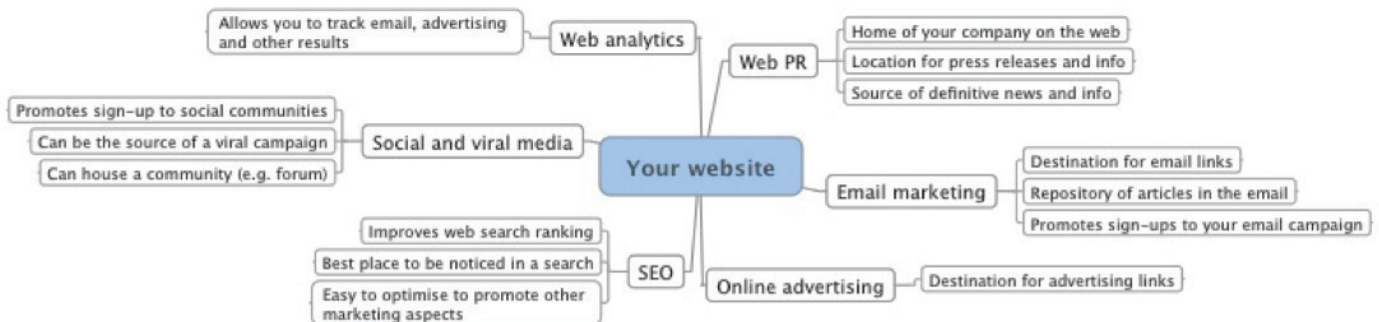 Your website
Web analytics
Allows you to track email, advertising
and other results
Web PR
Home of your company on the web
Location for press releases and info
Source of definitive news and info
Social and viral media
Promotes sign-up to social communities
Can be the source of a viral campaign
Can house a community (e.g. forum)
Email marketing
Destination for email links
Repository of articles in the email
Promotes sign-ups to your email campaign
SEO
Improves web search ranking
Best place to be noticed in a search
Easy to optimise to promote other
marketing aspects
Online advertising
Destination for advertising links